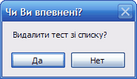 Чи Ви впевнені?
Видалити тест зі списку?
Да
Нет